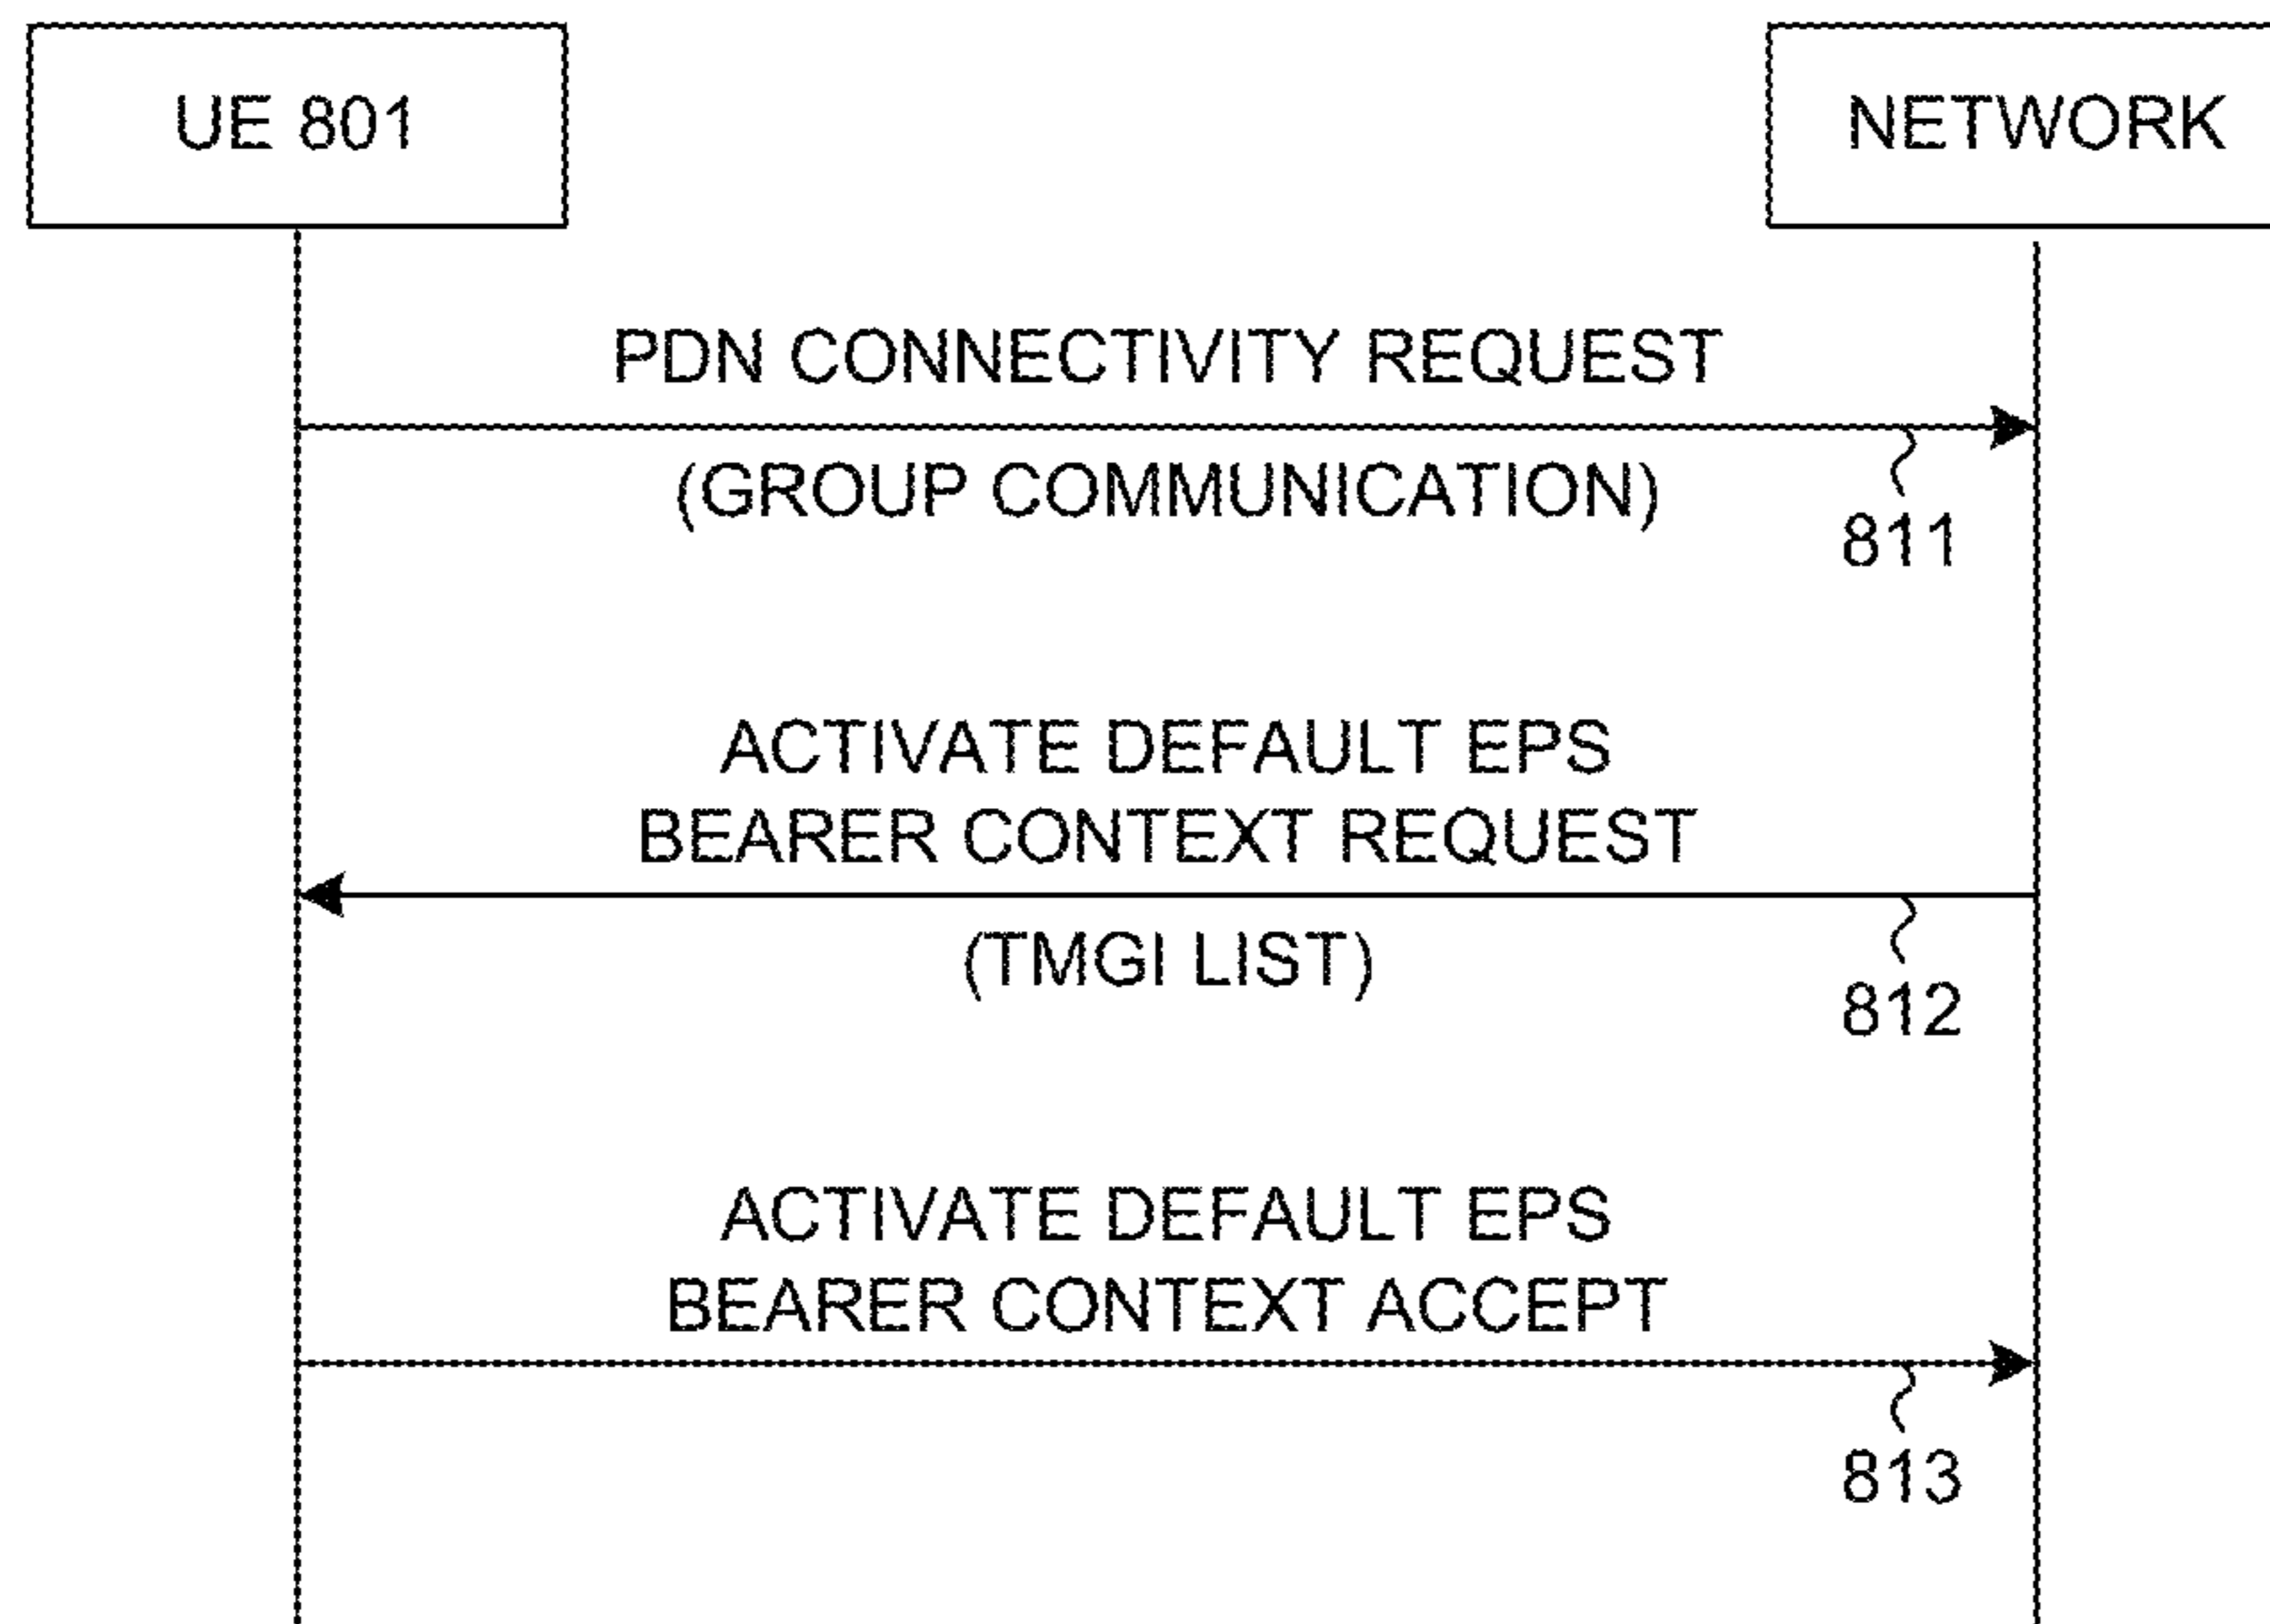 UE 801
NETWORK
PDN CONNECTIVITY REQUEST
(GROUP COMMUNICATION)
811
ACTIVATE DEFAULT EPS
BEARER CONTEXT REQUEST
(TMGI LIST)
812
ACTIVATE DEFAULT EPS
BEARER CONTEXT ACCEPT
813